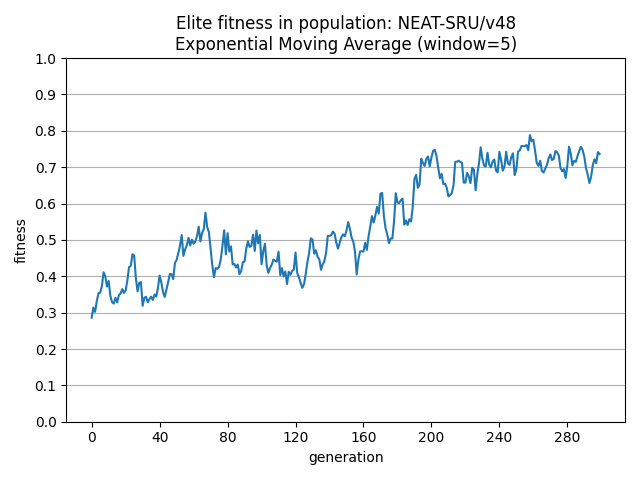 Elite fitness in population: NEAT-SRU/v48
Exponential Moving Average (window=5)
1.0
0.9
0.8
0.7
0.6
0.5
0.4
0.3
0.2
0.1
0.0
fitness
0 40 80 120 160 200 240 280
generation